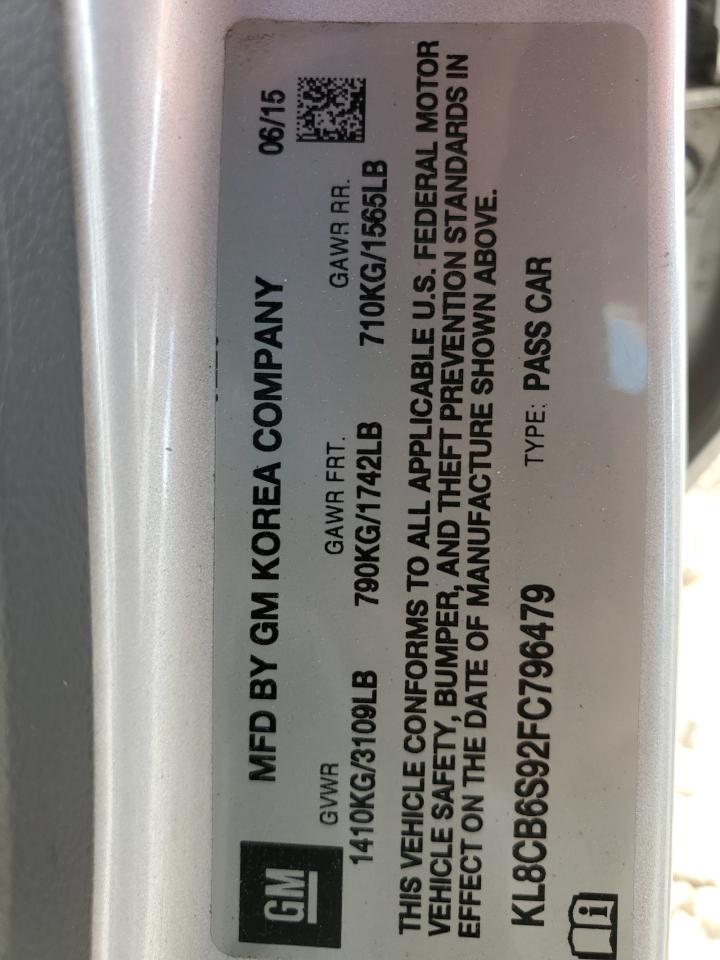 MFD BY GM KOREA COMPANY 06/15
GM
GVWR GAWR FRT. GAWR RR.
1410KG/3109LB 790KG/1742LB 710KG/1565LB
THIS VEHICLE CONFORMS TO ALL APPLICABLE U.S. FEDERAL MOTOR
VEHICLE SAFETY, BUMPER, AND THEFT PREVENTION STANDARDS IN
EFFECT ON THE DATE OF MANUFACTURE SHOWN ABOVE.
KL8CB6S92FC796479 TYPE: PASS CAR
i